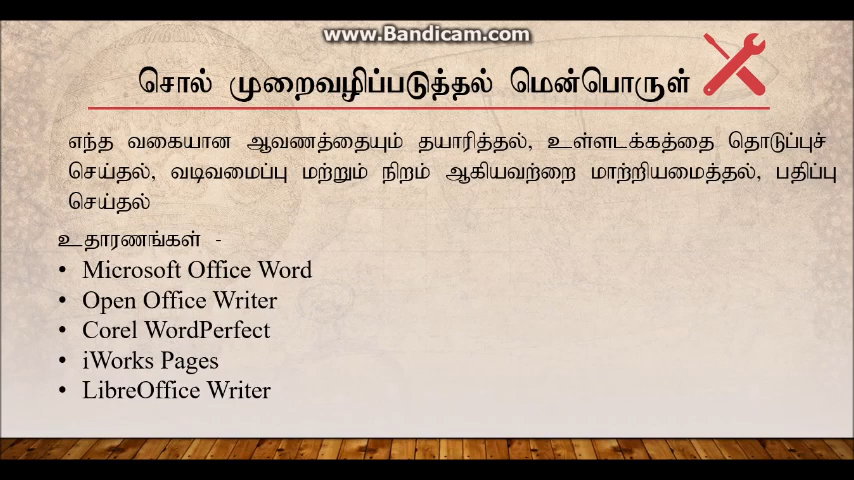 www.Bandicam.com
சொல் முறைவழிப்படுத்தல் மென்பொருள்
எந்த வகையான ஆவணத்தையும் தயாரித்தல், உள்ளடக்கத்தை தொடுப்புச்
செய்தல், வடிவமைப்பு மற்றும் நிறம் ஆகியவற்றை மாற்றியமைத்தல், பதிப்பு
செய்தல்
உதாரணங்கள் -
• Microsoft Office Word
• Open Office Writer
• Corel WordPerfect
• iWorks Pages
• LibreOffice Writer